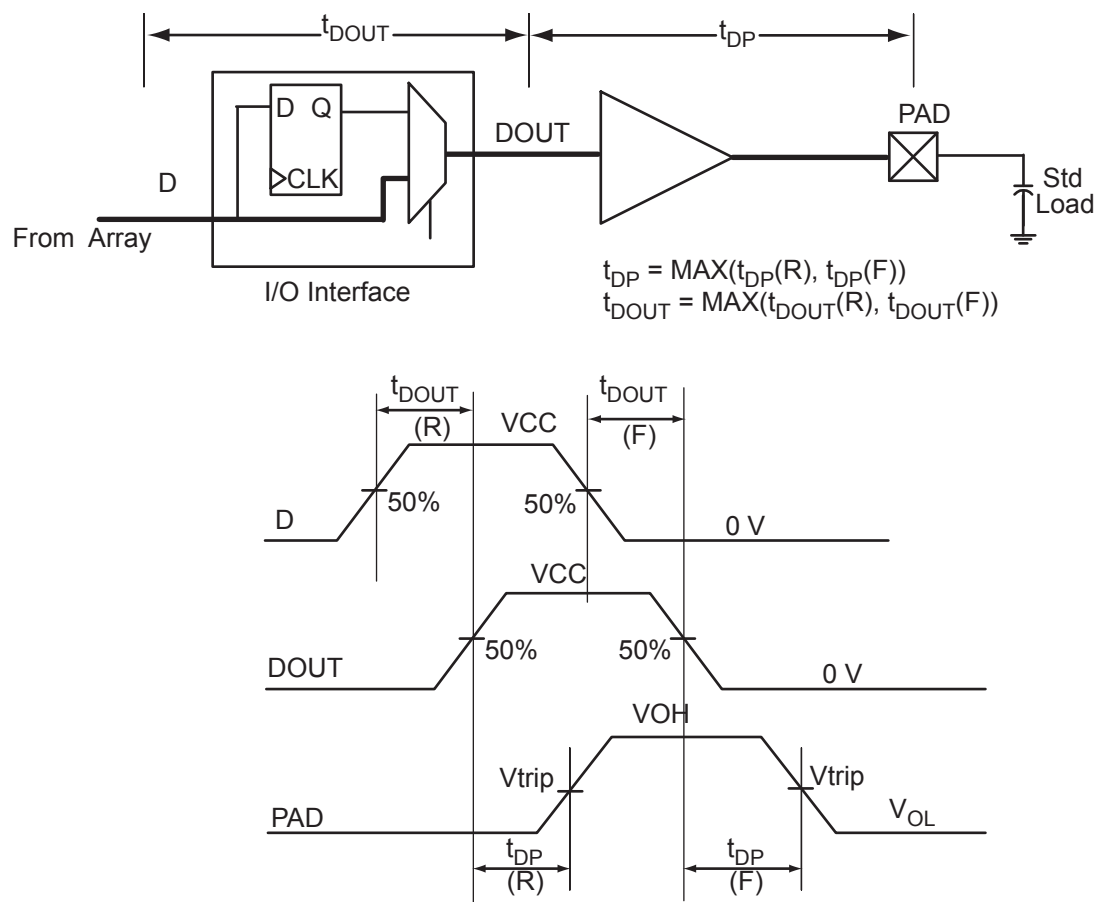 tDOUT
tDP
D Q
CLK
D
From Array
I/O Interface
DOUT
PAD
Std
Load
tDP = MAX(tDP(R), tDP(F))
tDOUT = MAX(tDOUT(R), tDOUT(F))
tDOUT
(R)
VCC
tDOUT
(F)
50%
50%
D
0 V
VCC
50%
50%
DOUT
0 V
VOH
Vtrip
Vtrip
PAD
VOL
tDP
(R)
tDP
(F)